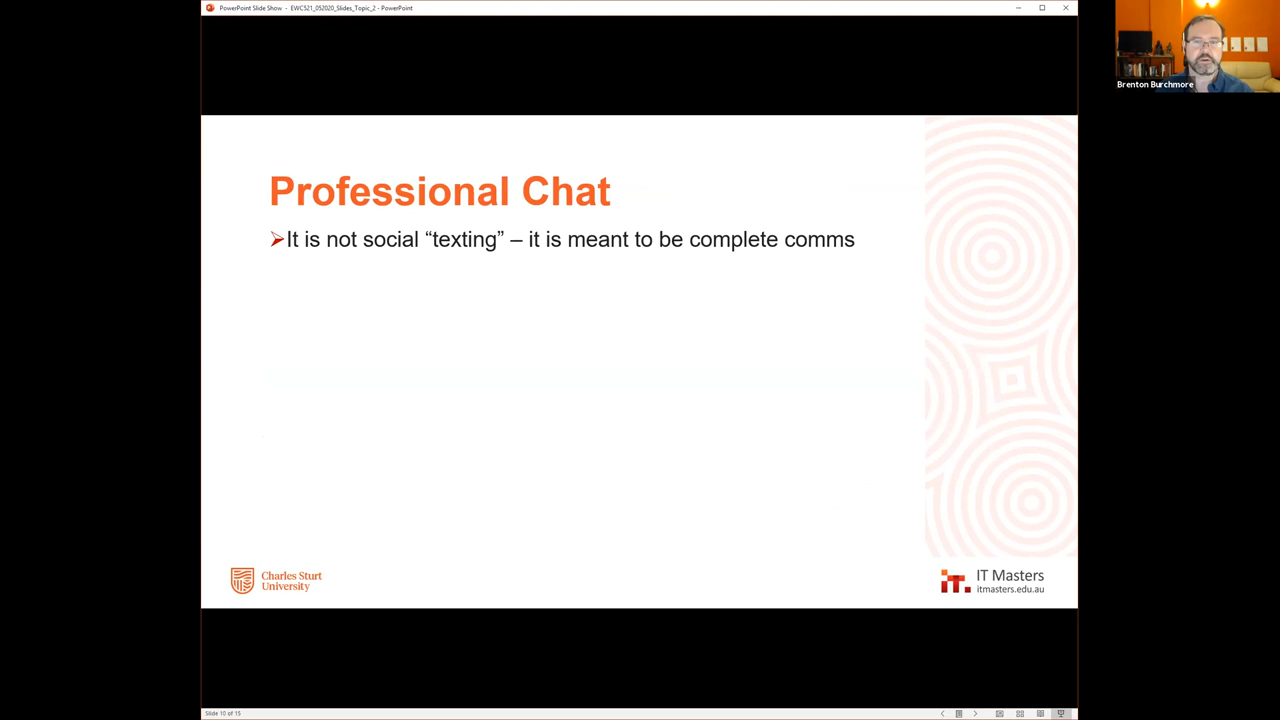 PowerPoint Slide Show - EWC521_052020_Slides_Topic_2 - PowerPoint
Brenton Burchmore
Professional Chat
It is not social “texting” – it is meant to be complete comms
Charles Sturt
University
IT Masters
itmasters.edu.au
Slide 10 of 15